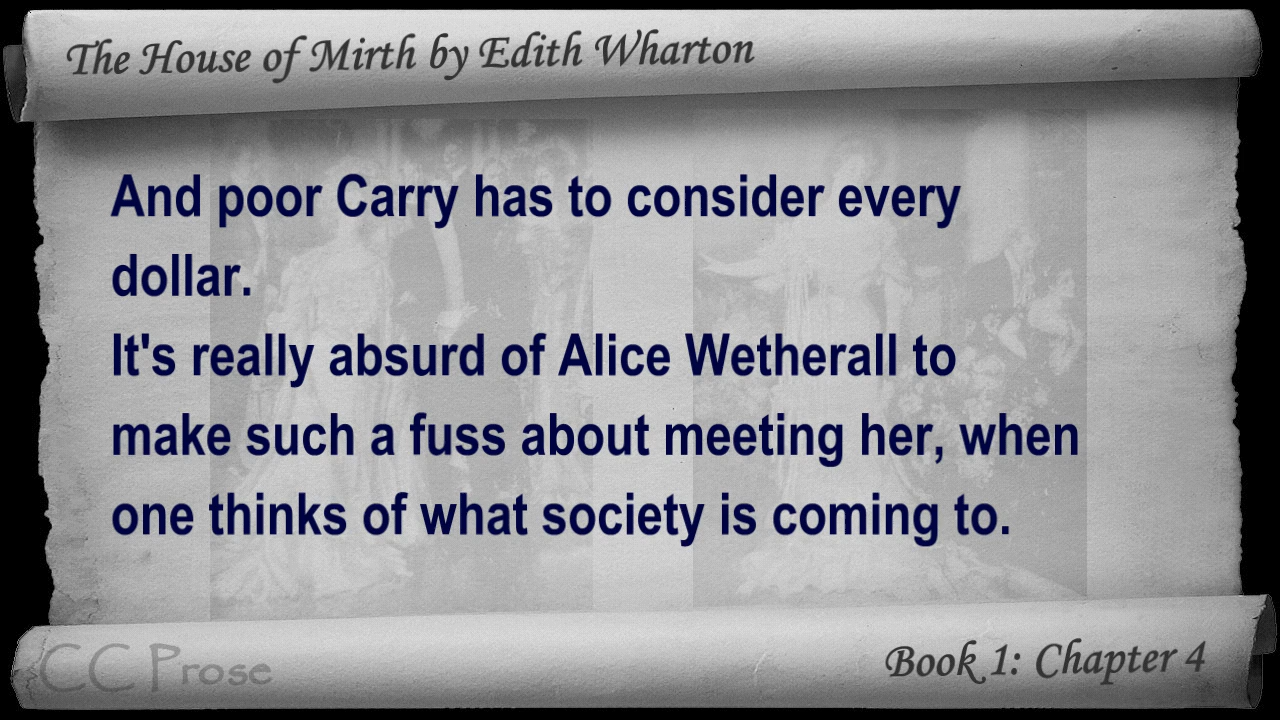 The House of Mirth by Edith Wharton
And poor Carry has to consider every
dollar.
It's really absurd of Alice Wetherall to
make such a fuss about meeting her, when
one thinks of what society is coming to.
CC Prose
Book 1: Chapter 4